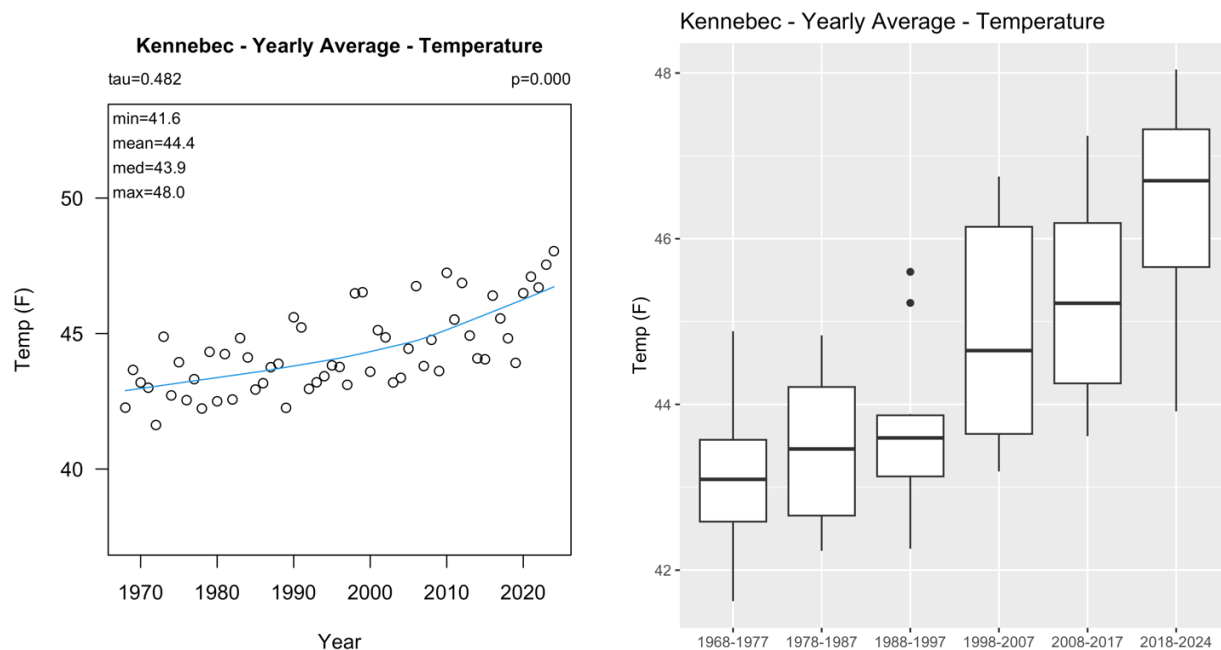 Kennebec - Yearly Average - Temperature
tau=0.482 p=0.000
min=41.6
mean=44.4
med=43.9
max=48.0
50
45
40
Temp (F)
1970 1980 1990 2000 2010 2020
Year
Kennebec - Yearly Average - Temperature
48
46
44
42
Temp (F)
1968-1977 1978-1987 1988-1997 1998-2007 2008-2017 2018-2024